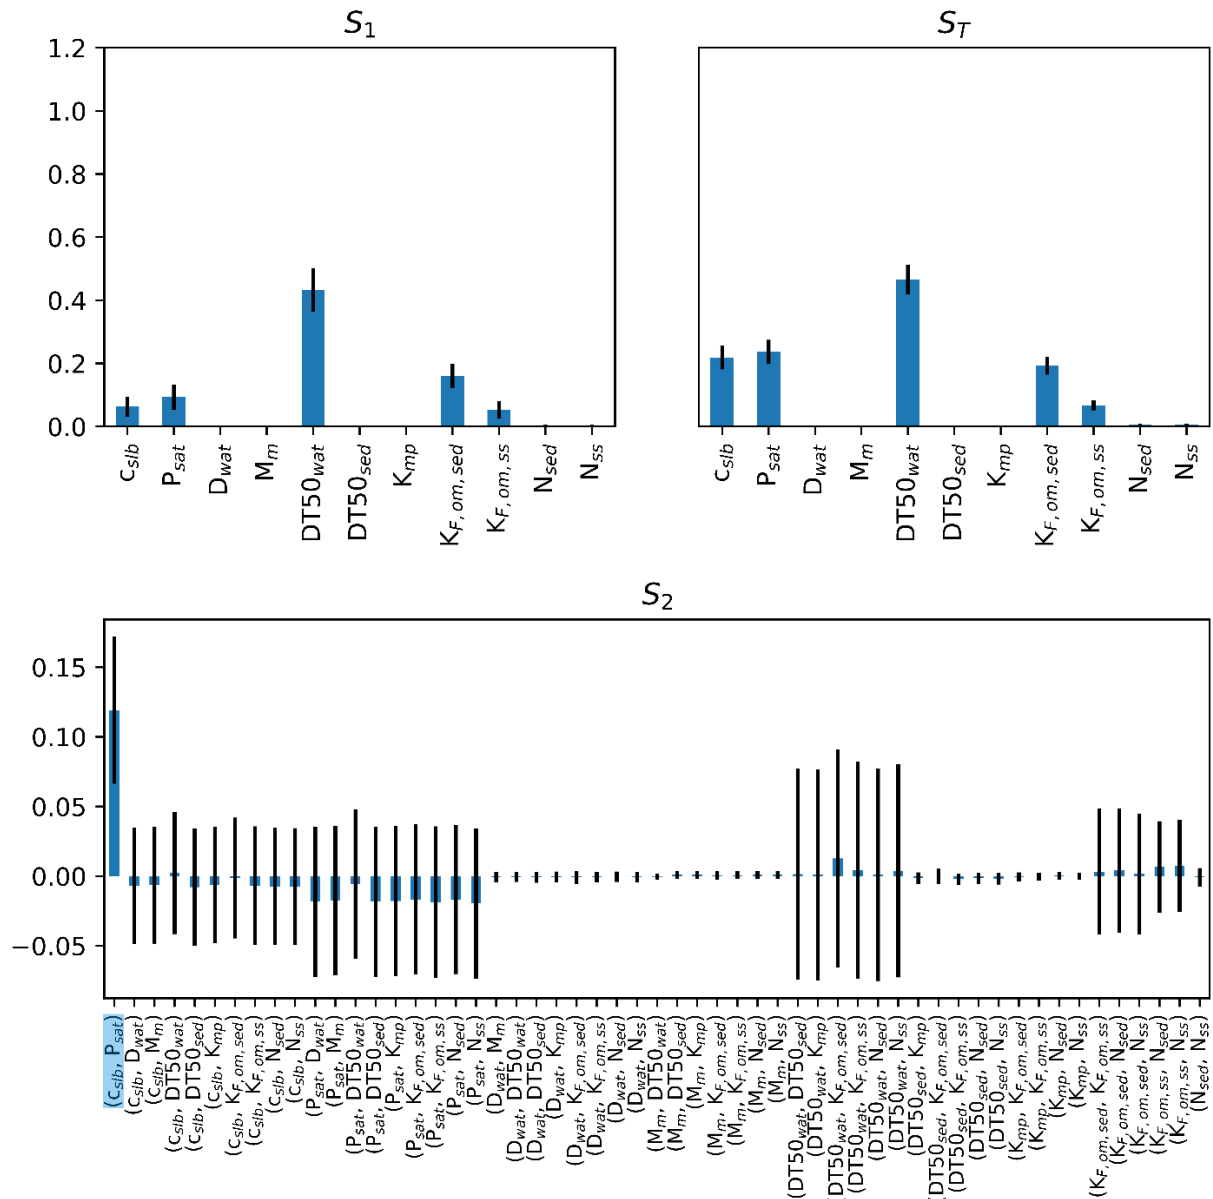 S1 ST
1.2
1.0
0.8
0.6
0.4
0.2
0.0
cslb Psat Dwat Mm DT50wat DT50sed Kmp KF, om, sed KF, om, ss Nsed Nss
cslb Psat Dwat Mm DT50wat DT50sed Kmp KF, om, sed KF, om, ss Nsed Nss
S2
0.15
0.10
0.05
0.00
−0.05
(cslb, Psat)
(cslb, Dwat)
(cslb, Mm)
(cslb, DT50wat)
(cslb, DT50sed)
(cslb, Kmp)
(cslb, KF, om, sed)
(cslb, KF, om, ss)
(cslb, Nsed)
(cslb, Nss)
(Psat, Dwat)
(Psat, Mm)
(Psat, DT50wat)
(Psat, DT50sed)
(Psat, Kmp)
(Psat, KF, om, sed)
(Psat, KF, om, ss)
(Psat, Nsed)
(Psat, Nss)
(Dwat, Mm)
(Dwat, DT50wat)
(Dwat, DT50sed)
(Dwat, Kmp)
(Dwat, KF, om, sed)
(Dwat, KF, om, ss)
(Dwat, Nsed)
(Dwat, Nss)
(Mm, DT50wat)
(Mm, DT50sed)
(Mm, Kmp)
(Mm, KF, om, sed)
(Mm, KF, om, ss)
(Mm, Nsed)
(Mm, Nss)
(DT50wat, DT50sed)
(DT50wat, Kmp)
(DT50wat, KF, om, sed)
(DT50wat, KF, om, ss)
(DT50wat, Nsed)
(DT50wat, Nss)
(DT50sed, Kmp)
(DT50sed, KF, om, sed)
(DT50sed, KF, om, ss)
(DT50sed, Nsed)
(DT50sed, Nss)
(Kmp, KF, om, sed)
(Kmp, KF, om, ss)
(Kmp, Nsed)
(Kmp, Nss)
(KF, om, sed, KF, om, ss)
(KF, om, sed, Nsed)
(KF, om, sed, Nss)
(KF, om, ss, Nsed)
(KF, om, ss, Nss)
(Nsed, Nss)